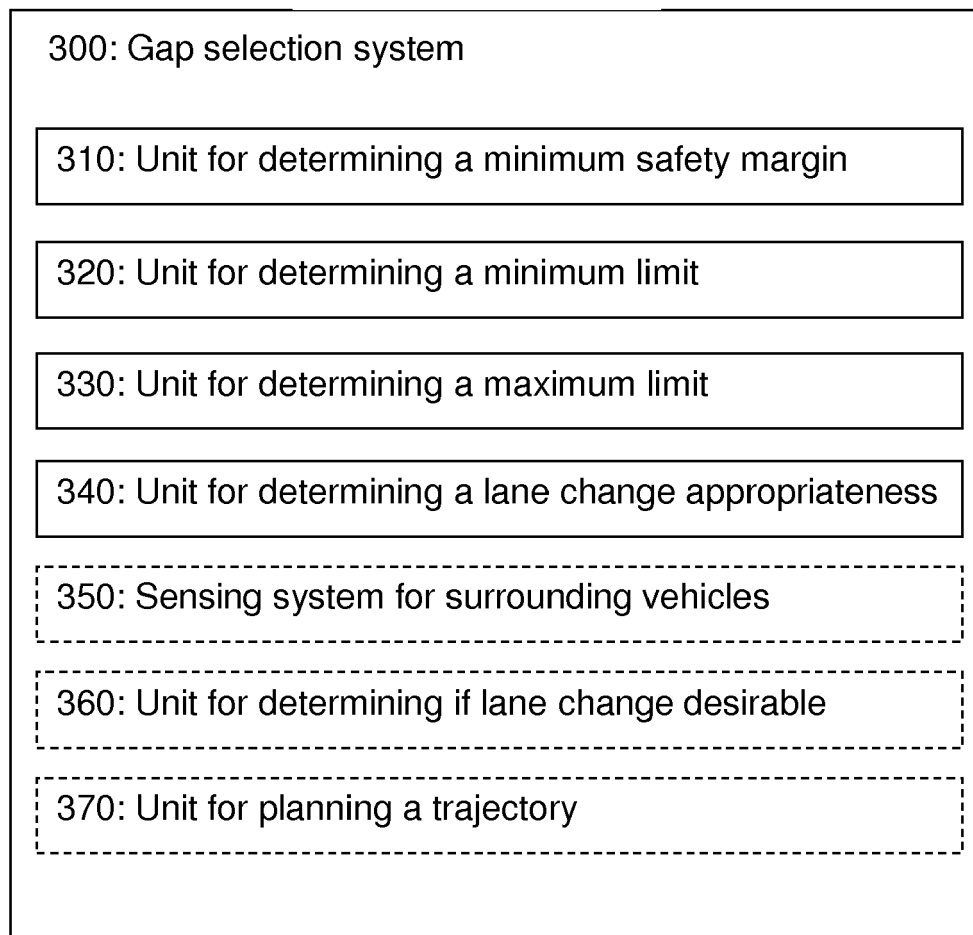 300: Gap selection system
310: Unit for determining a minimum safety margin
320: Unit for determining a minimum limit
330: Unit for determining a maximum limit
340: Unit for determining a lane change appropriateness
350: Sensing system for surrounding vehicles
360: Unit for determining if lane change desirable
370: Unit for planning a trajectory